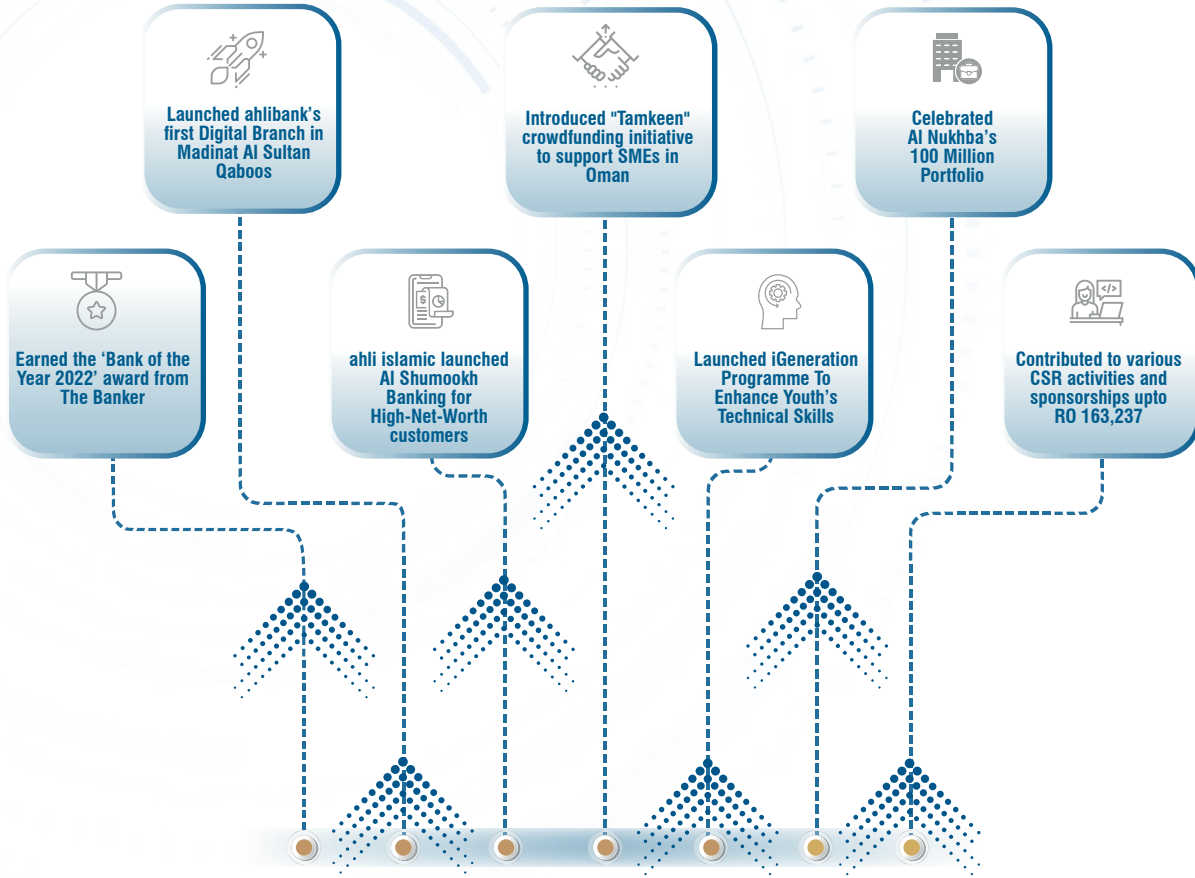 Launched ahlibank's
first Digital Branch in
Madinat Al Sultan
Qaboos
Introduced "Tamkeen"
crowdfunding initiative
to support SMEs in
Oman
Celebrated
Al Nukhba's
100 Million
Portfolio
Earned the 'Bank of the
Year 2022' award from
The Banker
$
ahli islamic launched
Al Shumookh
Banking for
High-Net-Worth
customers
Launched iGeneration
Programme To
Enhance Youth's
Technical Skills
</>
Contributed to various
CSR activities and
sponsorships upto
RO 163,237